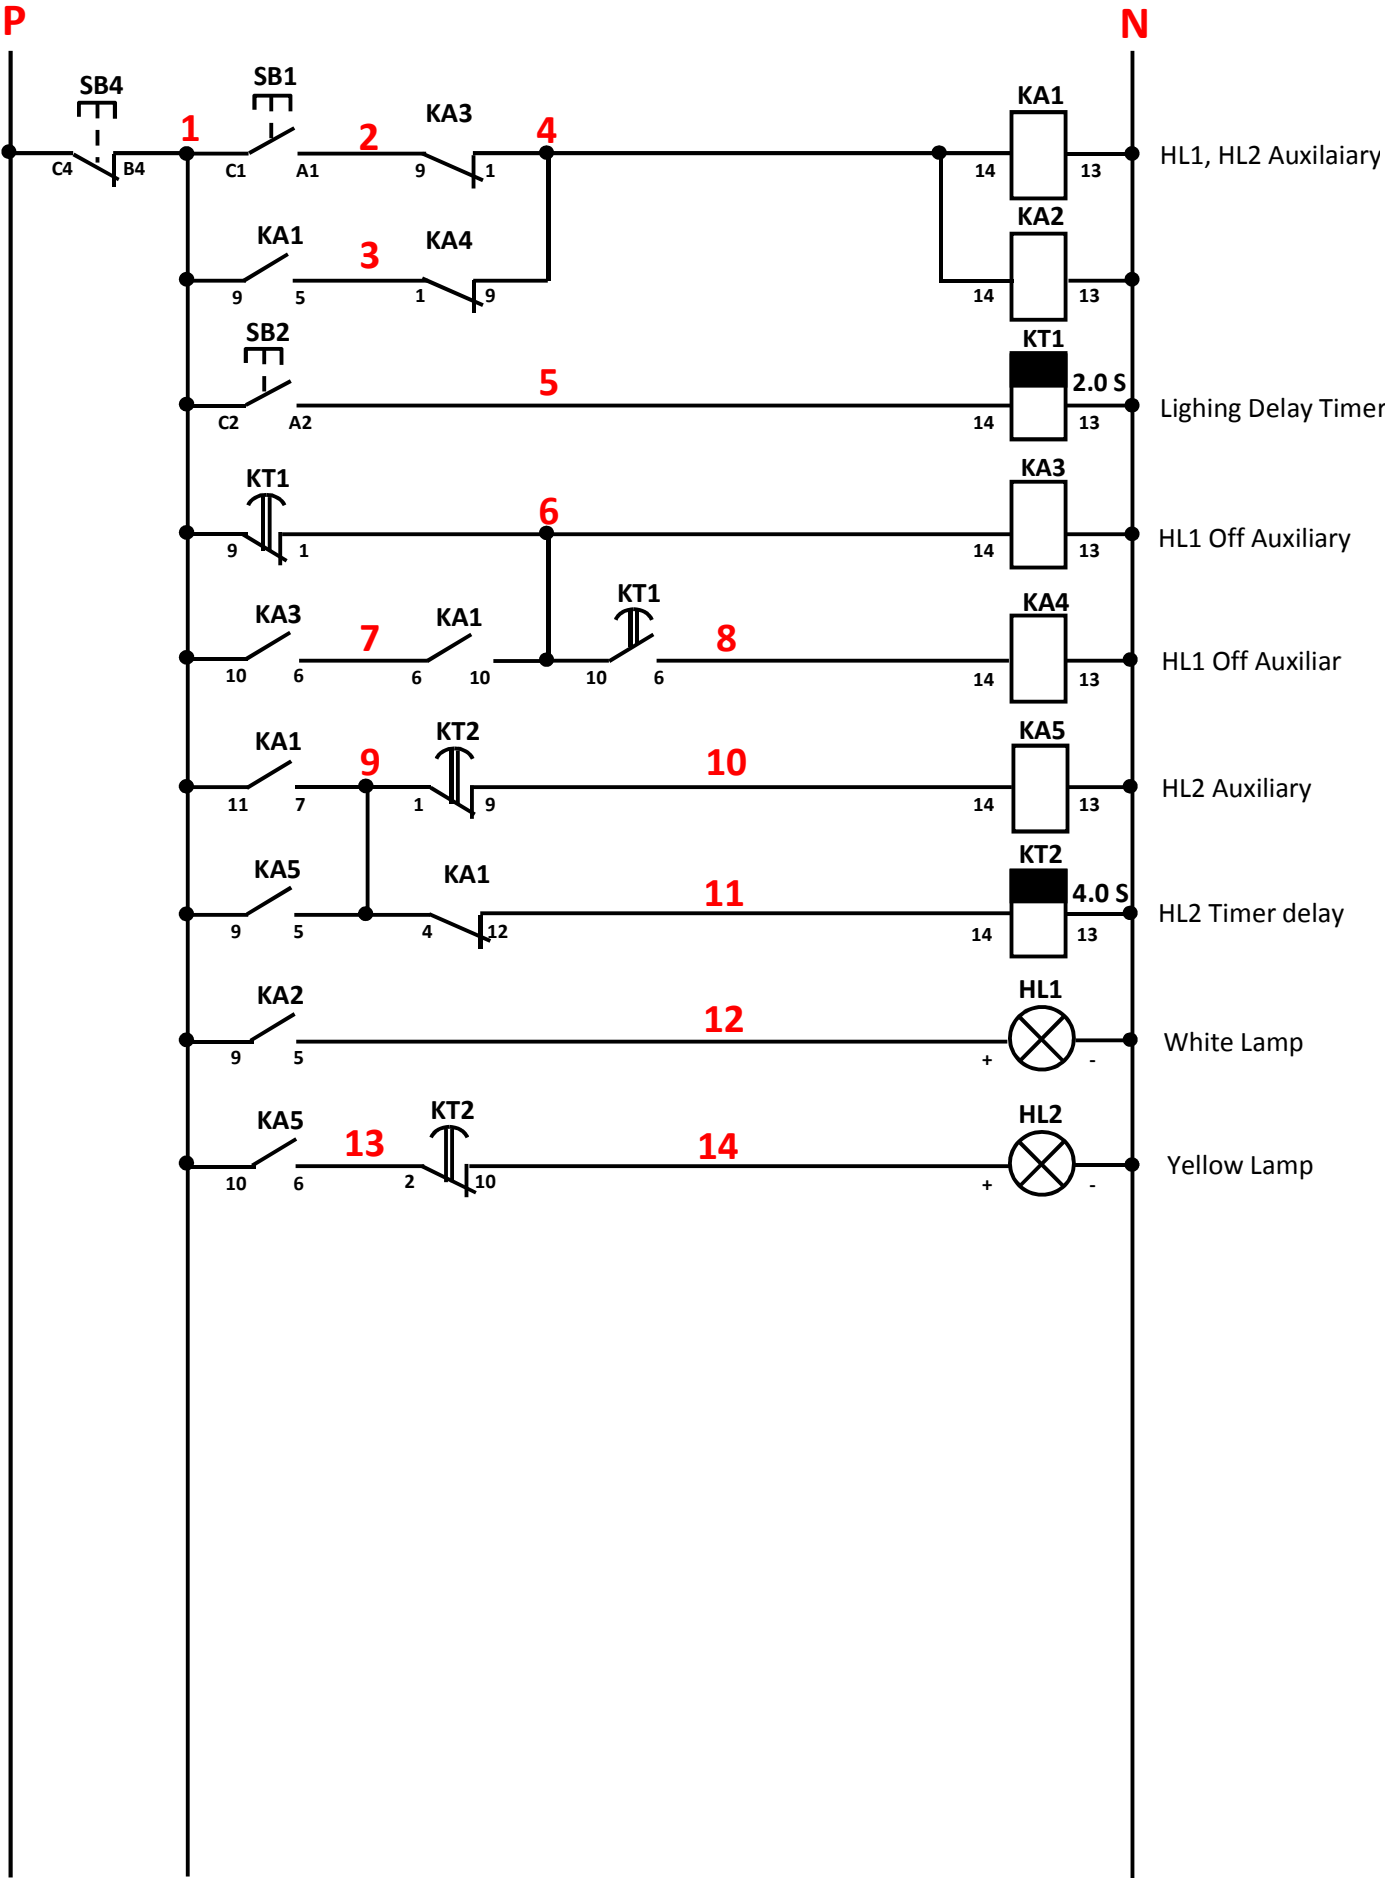 P
N
SB4
SB1
KA3
KA1
1
2
4
C4
B4
C1
A1
9
1
14
13
HL1, HL2 Auxilaiary
KA1
KA4
KA2
3
9
5
1
9
14
13
SB2
KT1
5
2.0 S
C2
A2
14
13
Lighing Delay Timer
KT1
KA3
6
9
1
14
13
HL1 Off Auxiliary
KA3
KA1
KT1
KA4
7
8
10
6
6
10
10
6
14
13
HL1 Off Auxiliar
KA1
KT2
KA5
9
10
11
7
1
9
14
13
HL2 Auxiliary
KA5
KA1
KT2
11
4.0 S
9
5
4
12
14
13
HL2 Timer delay
KA2
HL1
12
9
5
+
-
White Lamp
KA5
KT2
HL2
13
14
10
6
2
10
+
-
Yellow Lamp